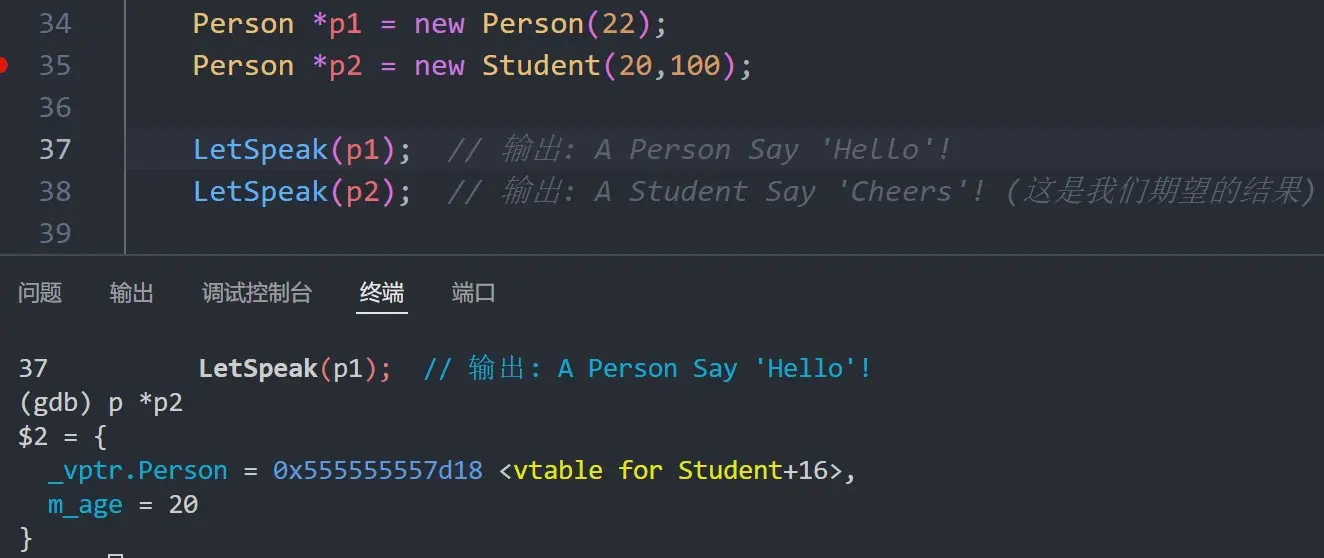 34 Person *p1 = new Person(22);
35 Person *p2 = new Student(20,100);
36
37 LetSpeak(p1); // 输出: A Person Say 'Hello'!
38 LetSpeak(p2); // 输出: A Student Say 'Cheers'! (这是我们期望的结果)
39
问题 输出 调试控制台 终端 端口
37 LetSpeak(p1); // 输出: A Person Say 'Hello'!
(gdb) p *p2
$2 = {
_vptr.Person = 0x555555557d18 <vtable for Student+16>,
m_age = 20
}